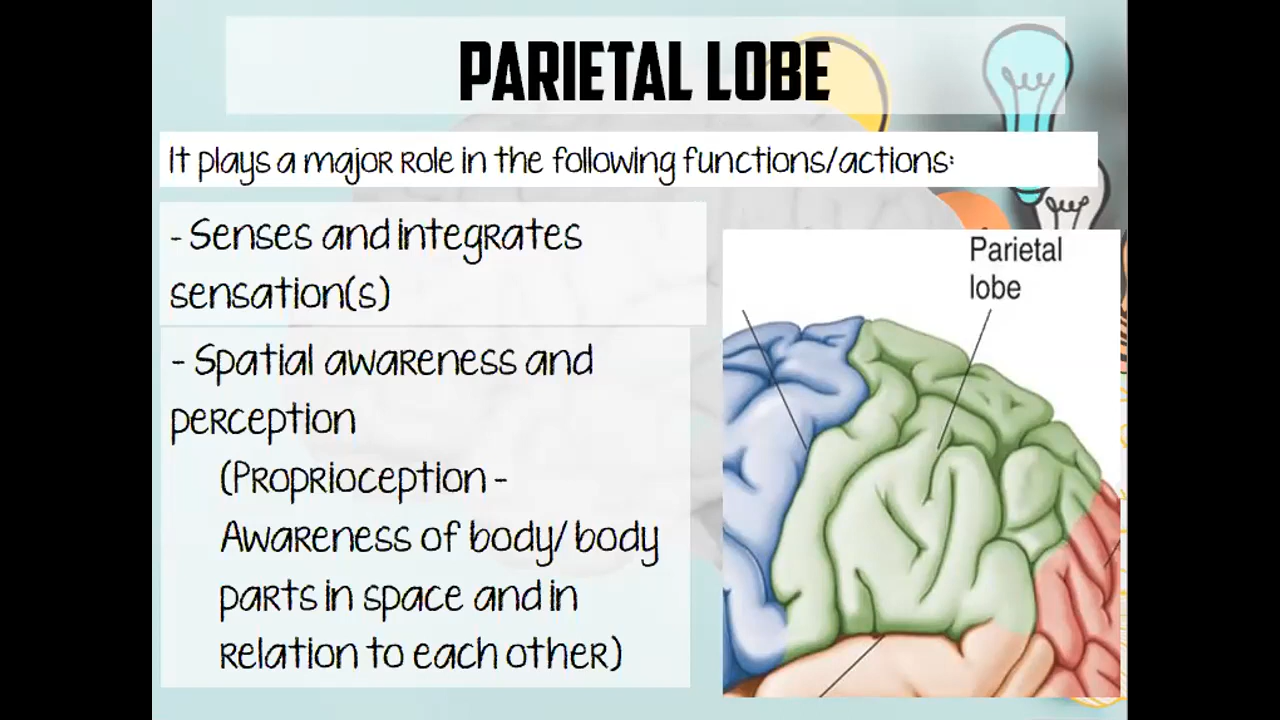 PARIETAL LOBE
It plays a major role in the following functions/actions:
- Senses and integrates
sensation(s)
- Spatial awareness and
perception
(Proprioception -
Awareness of body/ body
parts in space and in
relation to each other)
Parietal
lobe